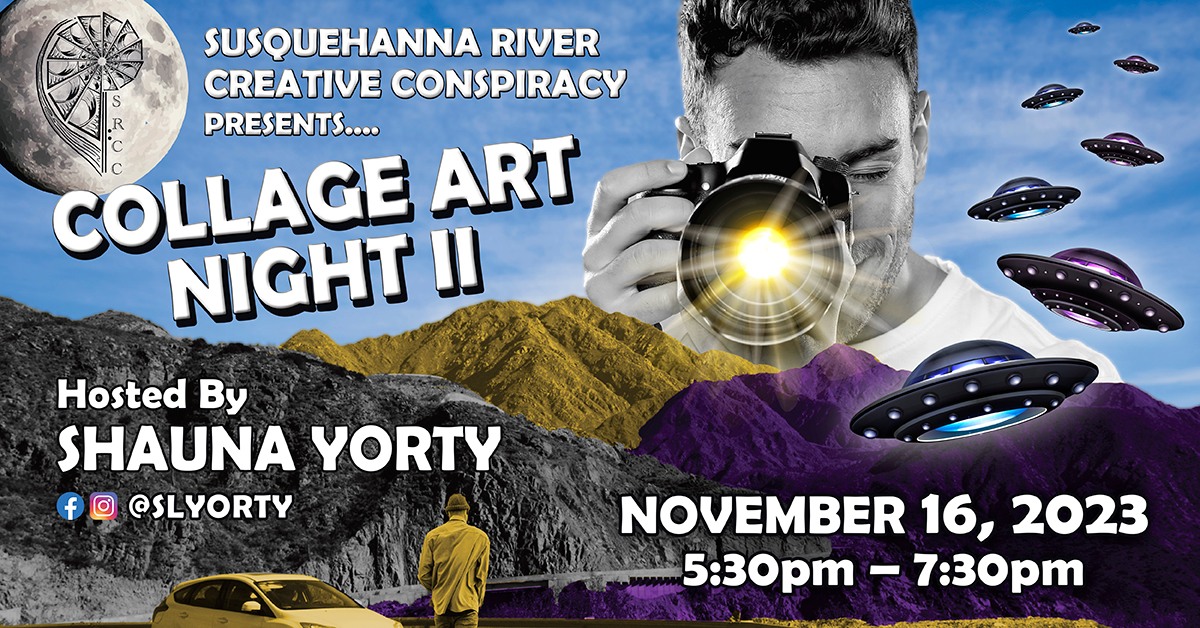 SUSQUEHANNA RIVER
CREATIVE CONSPIRACY
PRESENTS....
S
R
C
C
COLLAGE ART
NIGHT II
Hosted By
SHAUNA YORTY
@SLYORTY
NOVEMBER 16, 2023
5:30pm – 7:30pm